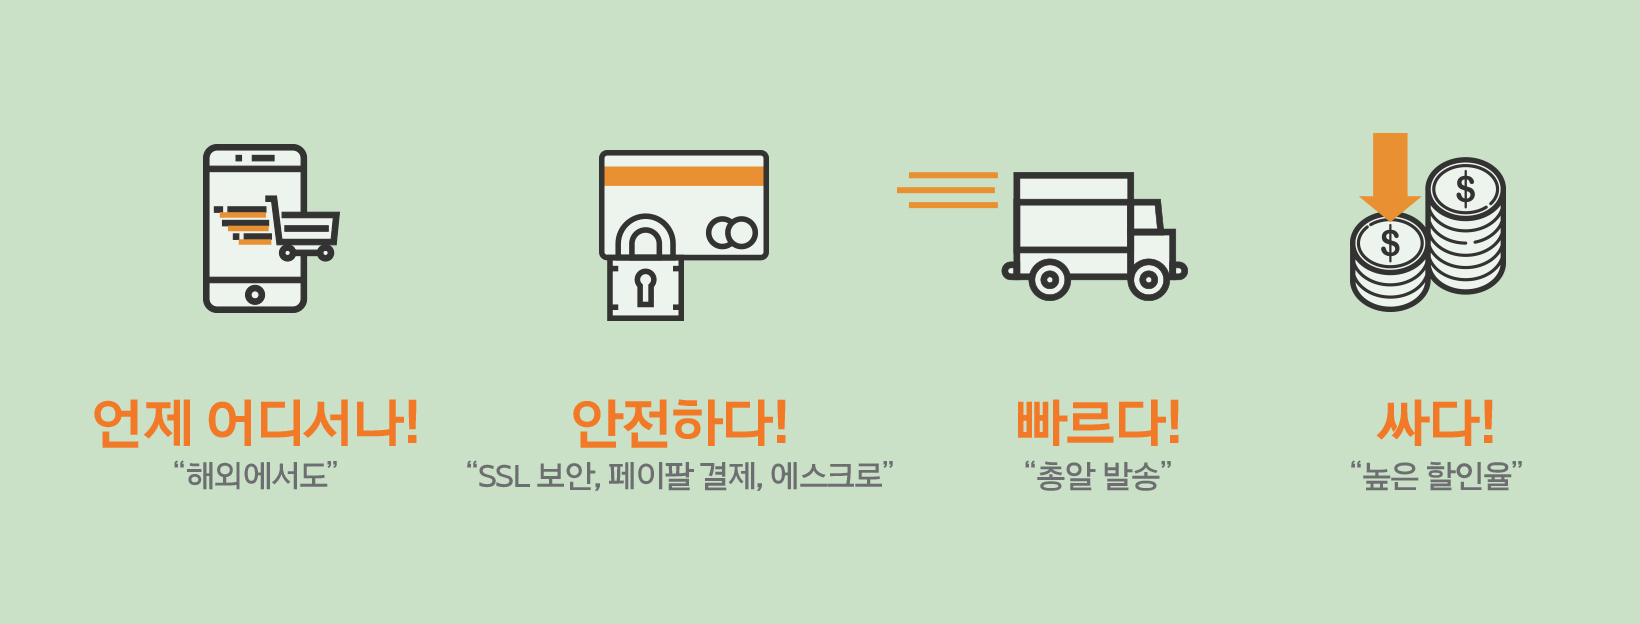 언제 어디서나!
“해외에서도”
안전하다!
“SSL 보안, 페이팔 결제, 에스크로”
빠르다!
“총알 발송”
싸다!
“높은 할인율”
$
$